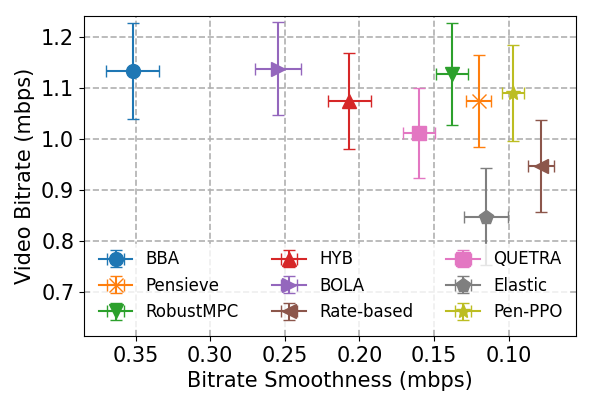 Video Bitrate (mbps)
1.2
1.1
1.0
0.9
0.8
0.7
BBA
HYB
QUETRA
Pensieve
BOLA
Elastic
RobustMPC
Rate-based
Pen-PPO
0.35
0.30
0.25
0.20
0.15
0.10
Bitrate Smoothness (mbps)